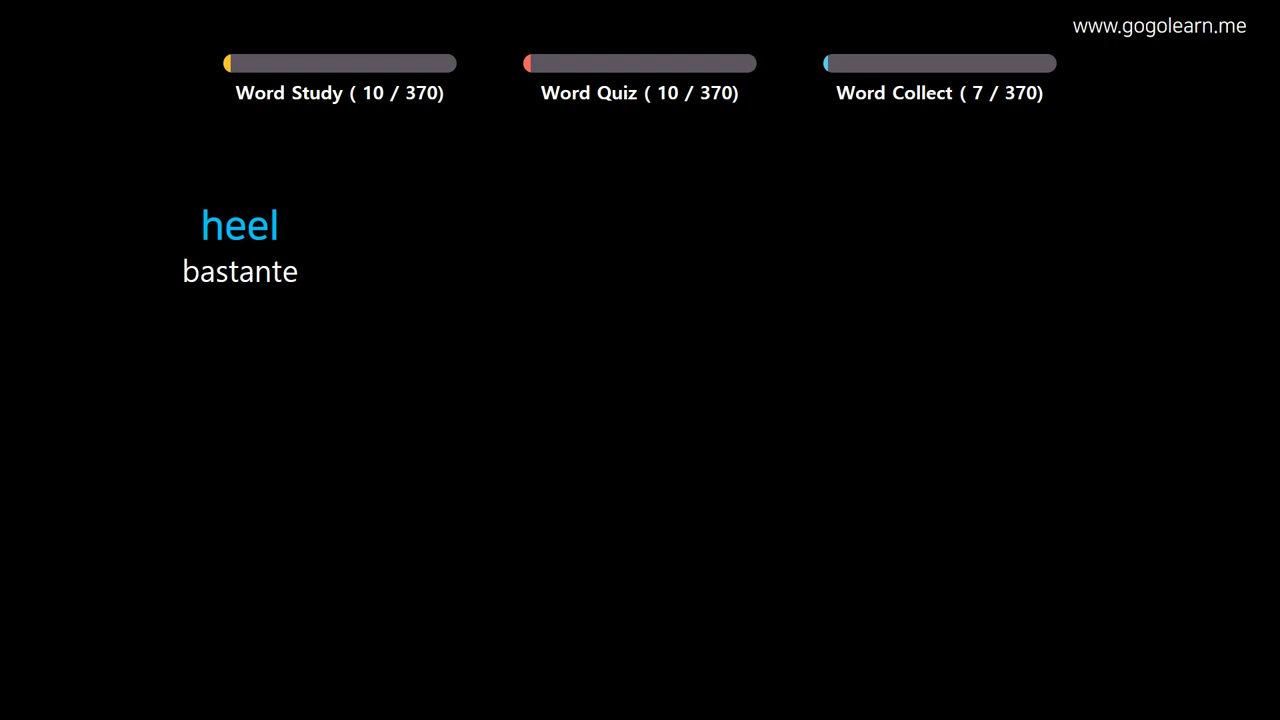 www.gogolearn.me
Word Study ( 10 / 370)
Word Quiz ( 10 / 370)
Word Collect ( 7 / 370)
heel
bastante